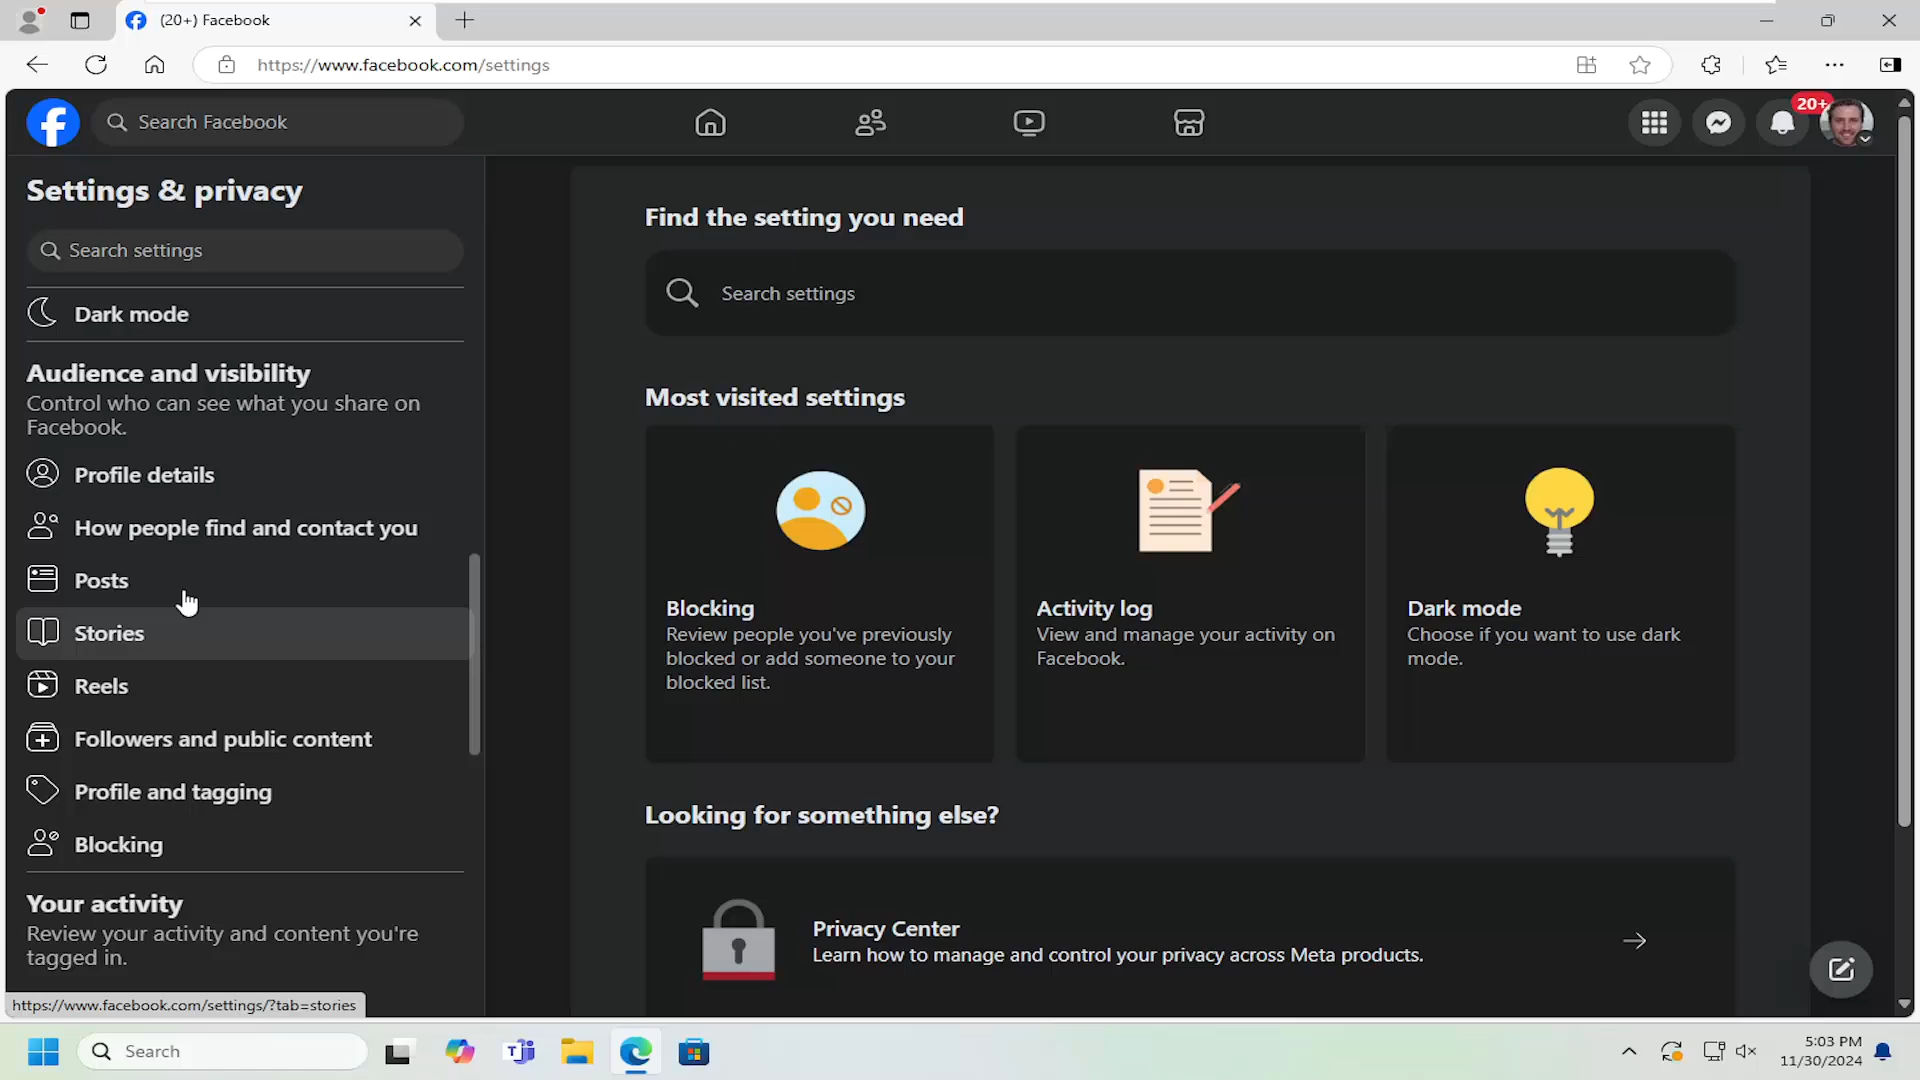 (20+) Facebook
https://www.facebook.com/settings
Search Facebook
20+
Settings & privacy
Search settings
Dark mode
Audience and visibility
Control who can see what you share on
Facebook.
Profile details
How people find and contact you
Posts
Stories
Reels
Followers and public content
Profile and tagging
Blocking
Your activity
Review your activity and content you're
tagged in.
https://www.facebook.com/settings/?tab=stories
Find the setting you need
Search settings
Most visited settings
Blocking
Review people you've previously
blocked or add someone to your
blocked list.
Activity log
View and manage your activity on
Facebook.
Dark mode
Choose if you want to use dark
mode.
Looking for something else?
Privacy Center
Learn how to manage and control your privacy across Meta products.
Search
5:03 PM
11/30/2024